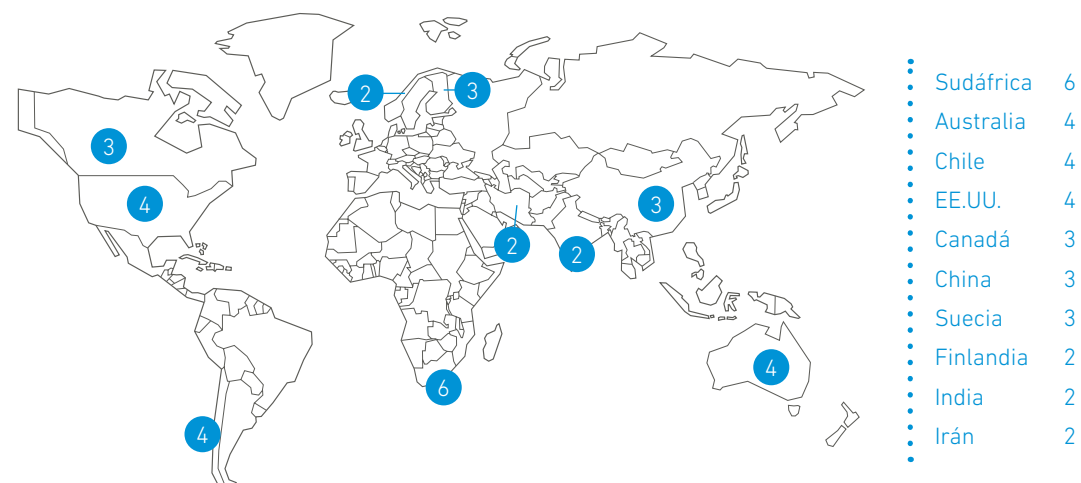 2
3
3
4
3
2
2
4
6
4
Sudáfrica 6
Australia 4
Chile 4
EE.UU. 4
Canadá 3
China 3
Suecia 3
Finlandia 2
India 2
Irán 2